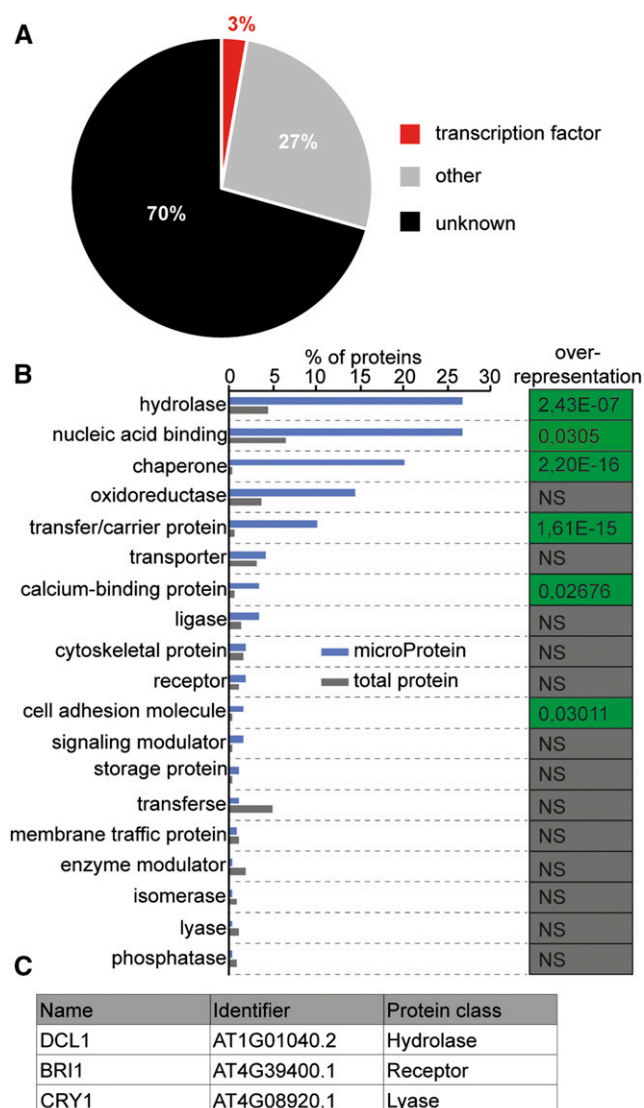 A
3%
27%
70%
transcription factor
other
unknown
B
% of proteins
over-
representation
0 5 10 15 20 25 30
hydrolase 2,43E-07
nucleic acid binding 0,0305
chaperone 2,20E-16
oxidoreductase NS
transfer/carrier protein 1,61E-15
transporter NS
calcium-binding protein 0,02676
ligase NS
cytoskeletal protein NS
microProtein
receptor NS
total protein
cell adhesion molecule 0,03011
signaling modulator NS
storage protein NS
transferse NS
membrane traffic protein NS
enzyme modulator NS
isomerase NS
lyase NS
phosphatase NS
C
Name Identifier Protein class
DCL1 AT1G01040.2 Hydrolase
BRI1 AT4G39400.1 Receptor
CRY1 AT4G08920.1 Lyase